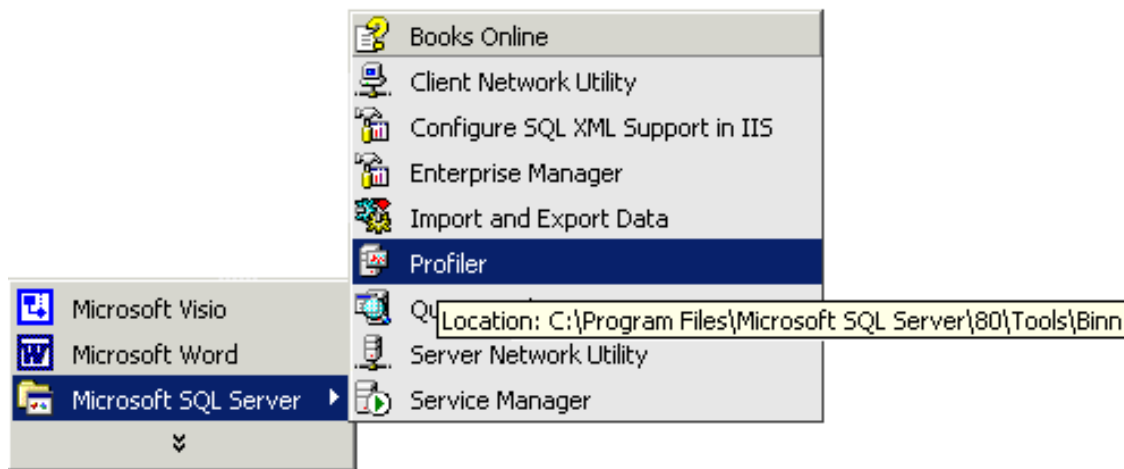 Books Online
Client Network Utility
Configure SQL XML Support in IIS
Enterprise Manager
Import and Export Data
Profiler
Microsoft Visio
Qu
Location: C:\Program Files\Microsoft SQL Server\80\Tools\Binn
Microsoft Word
Server Network Utility
Microsoft SQL Server
Service Manager